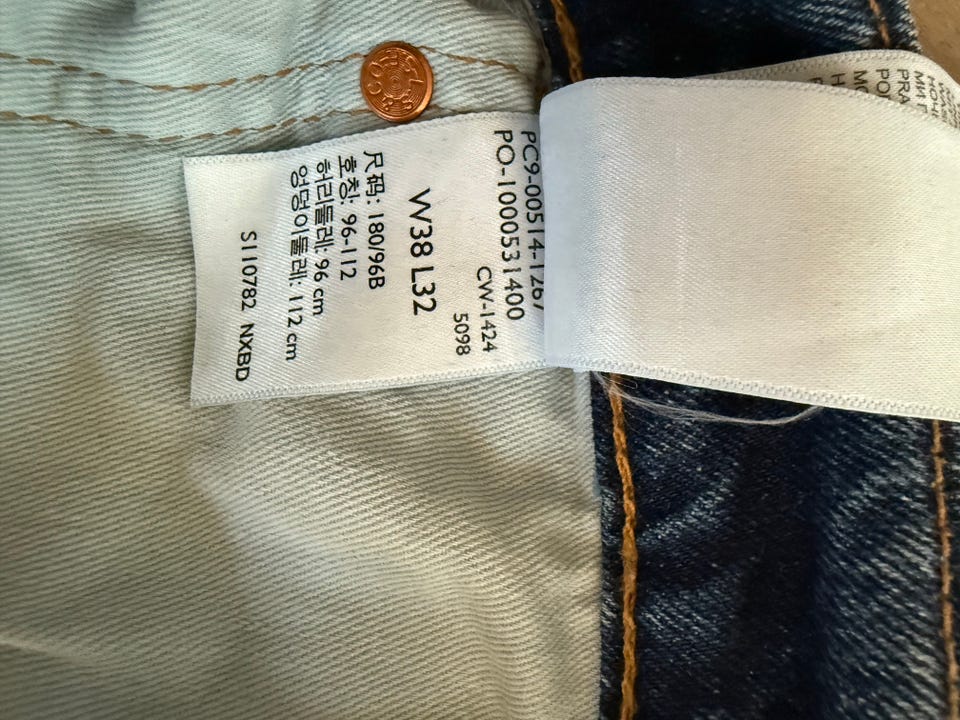 PC9-00514-1267
PO-1000531400
CW-1424
5098
W38 L32
尺码: 180/96B
호칭: 96-112
허리둘레: 96 cm
엉덩이둘레: 112 cm
S110782 NXBD